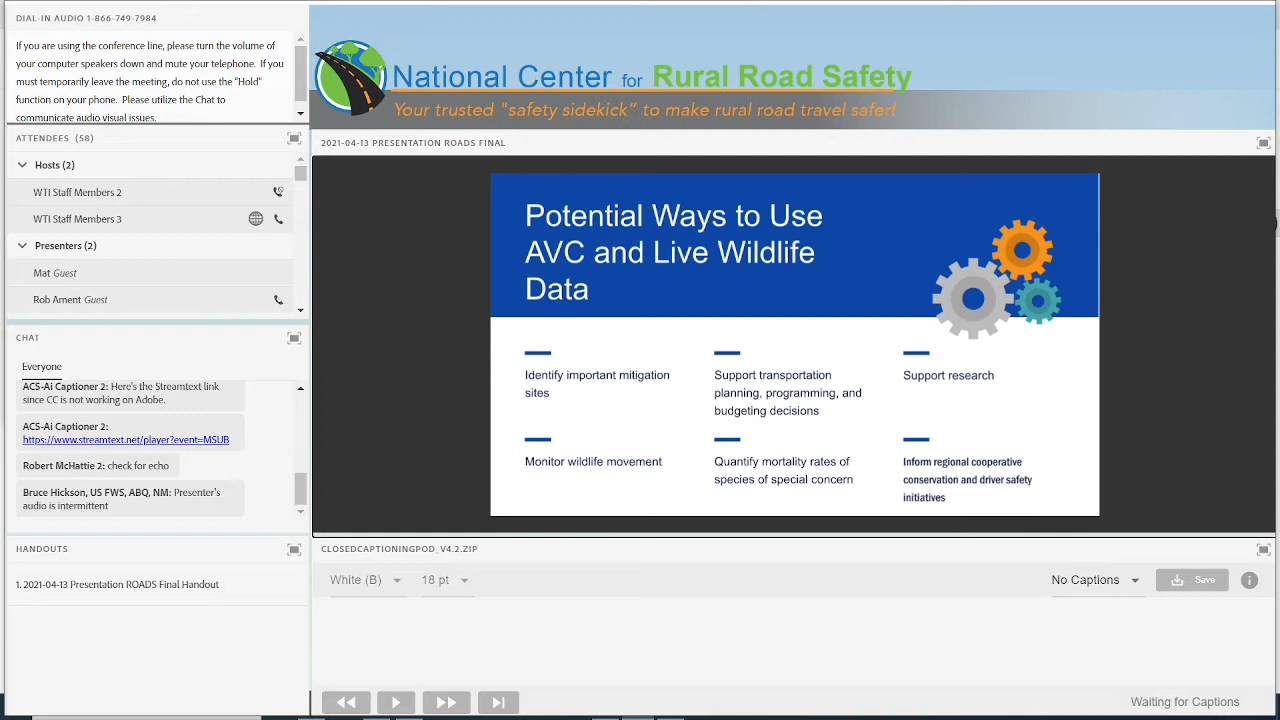 DIAL-IN AUDIO 1-866-749-7984
If you are using the conference line, please turn the volume of
your computer speakers down and mute your telephone. If you
must temporarily leave the meeting, do not use the "Hold"
function on your phone. Please utilize the Chat to
communicate audio visual issues.
ATTENDEES (58)
Hosts (2)
WTI Staff Members 2
WTI Staff Members 3
Presenters (2)
Mat Guest
Rob Ament Guest
CHAT
Everyone
ACS-Ai Captioner 2: Here's the Streamtext link
since CC is not working on Adobe.
ACS-Ai Captioner 2:
https://www.streamtext.net/player?event=MSUB
Robert McHattie 2: check for echo
Bruce Hickson, US FWS, ABQ, NM: Presenter's
audio is intermittent
HANDOUTS
1. 2021-04-13 Presentation ROADS Final Handout
National Center for Rural Road Safety
Your trusted "safety sidekick" to make rural road travel safer!
2021-04-13 PRESENTATION ROADS FINAL
Potential Ways to Use
AVC and Live Wildlife
Data
Identify important mitigation
sites
Support transportation
planning, programming, and
budgeting decisions
Support research
Monitor wildlife movement
Quantify mortality rates of
species of special concern
Inform regional cooperative
conservation and driver safety
initiatives
CLOSEDCAPTIONINGPOD_V4.2.ZIP
White (B)
18 pt
No Captions
Save
Waiting for Captions